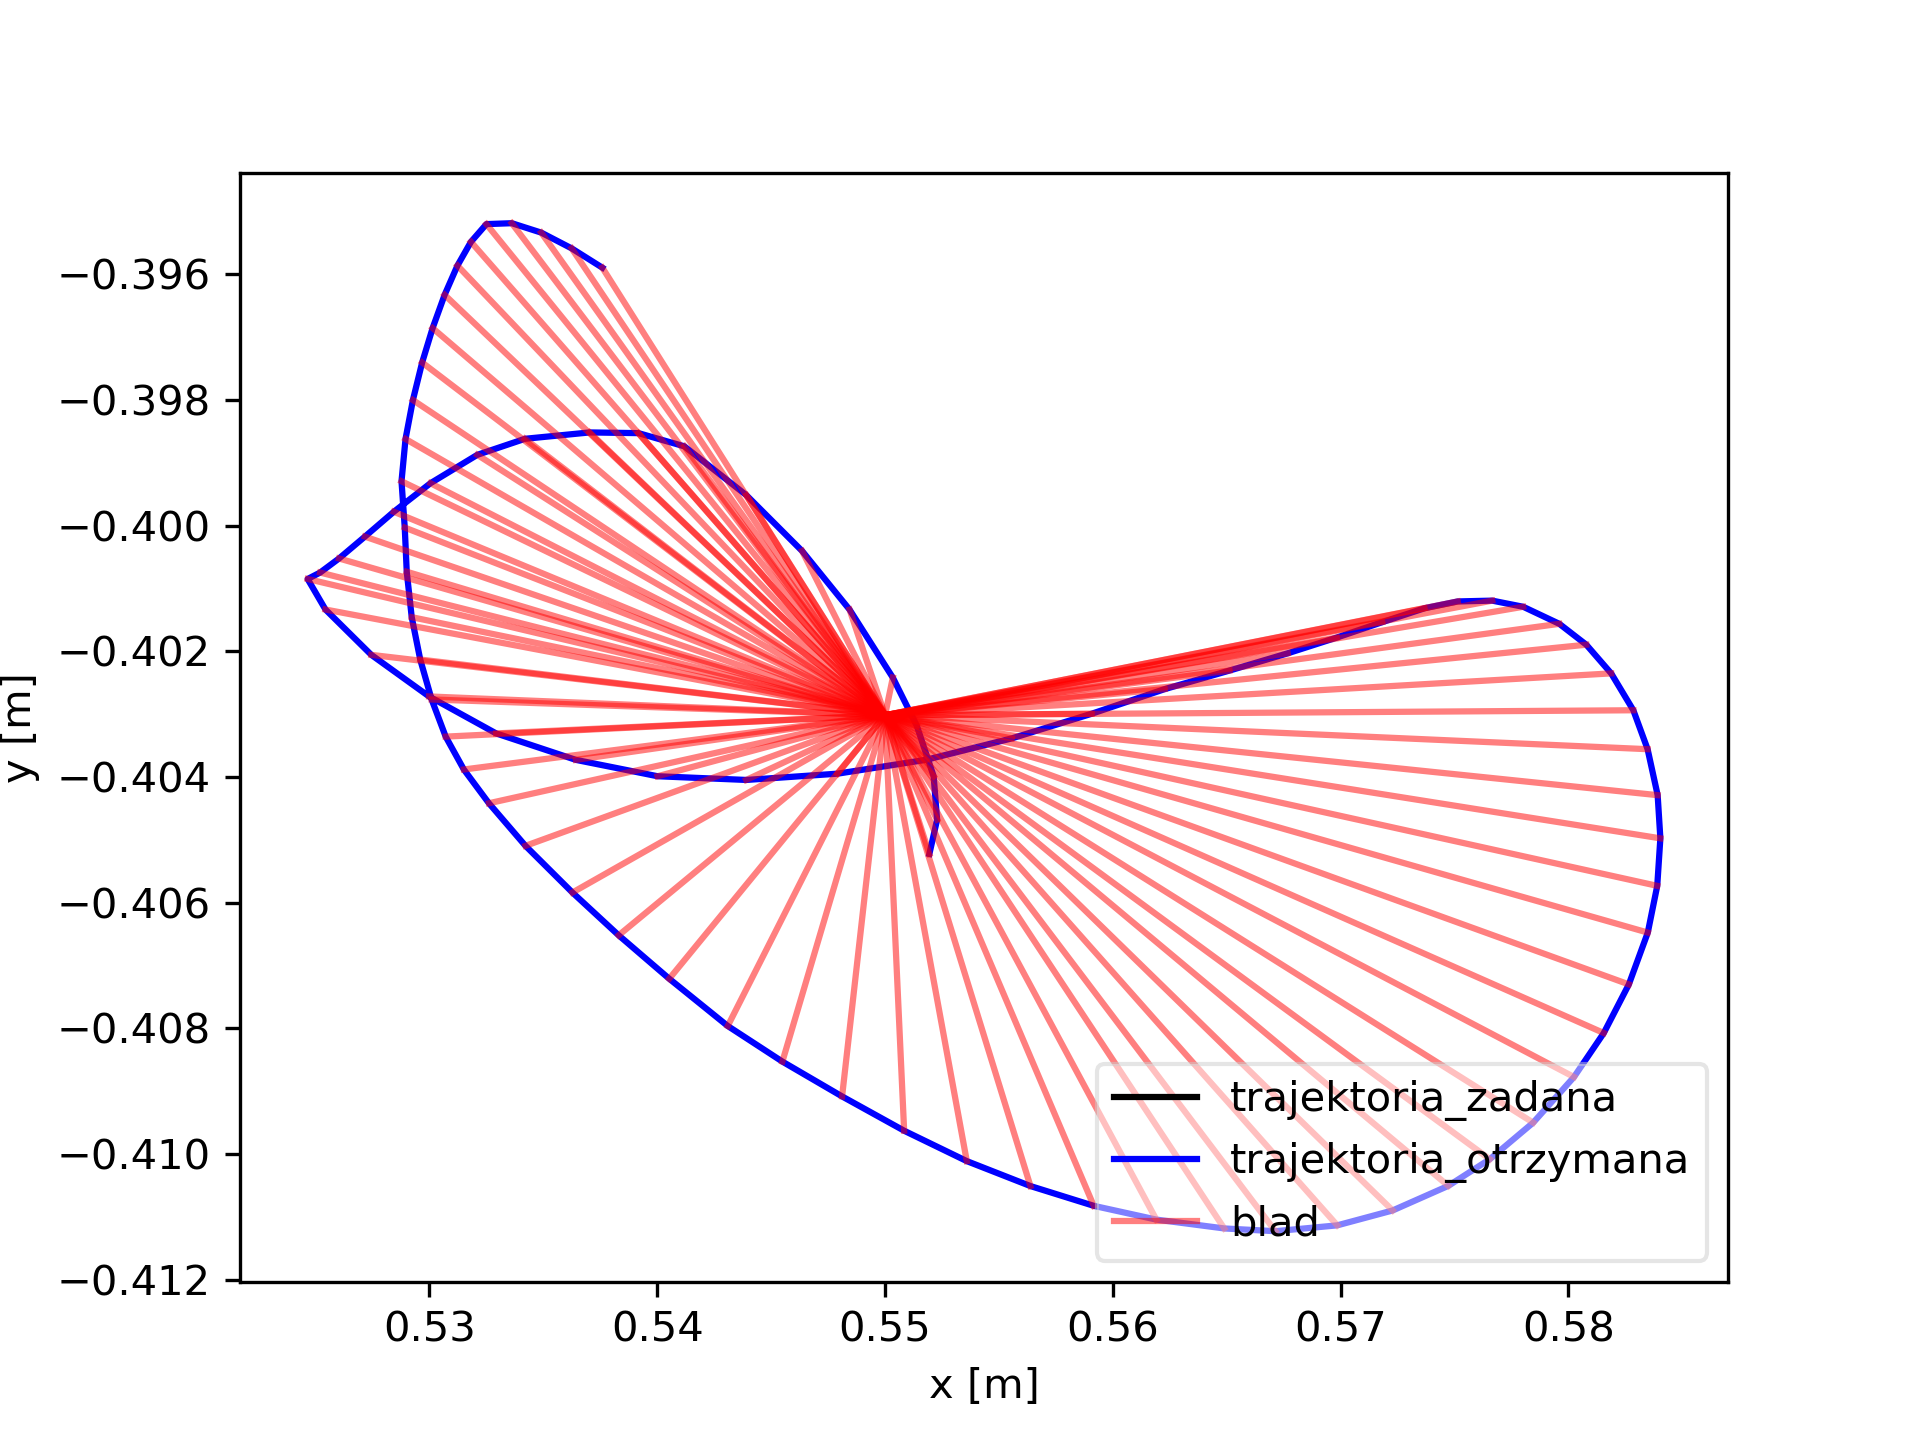 −0.396
−0.398
−0.400
−0.402
−0.404
−0.406
−0.408
−0.410
−0.412
y [m]
trajektoria_zadana
trajektoria_otrzymana
blad
0.53 0.54 0.55 0.56 0.57 0.58
x [m]